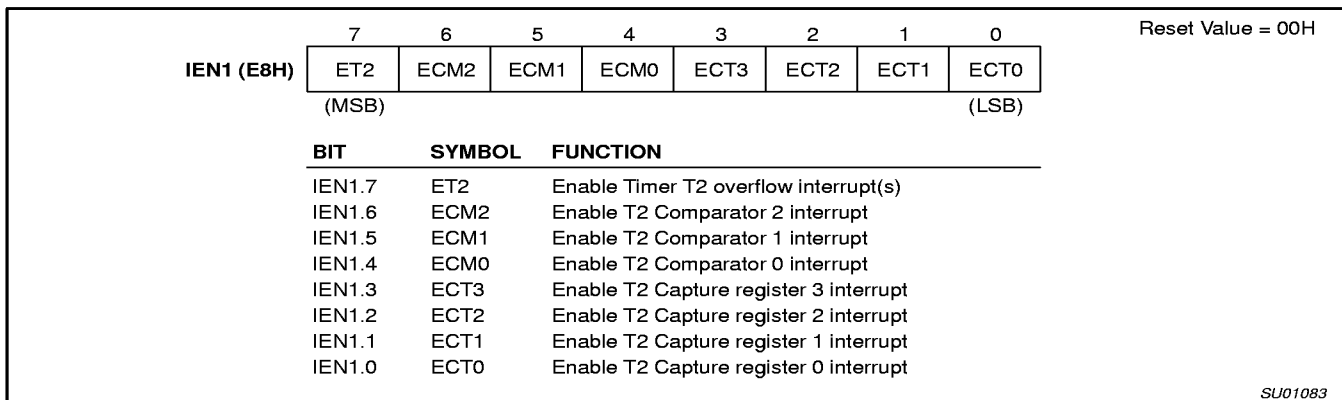 7 6 5 4 3 2 1 0 Reset Value = 00H
IEN1 (E8H) ET2 ECM2 ECM1 ECM0 ECT3 ECT2 ECT1 ECT0
(MSB) (LSB)
BIT SYMBOL FUNCTION
IEN1.7 ET2 Enable Timer T2 overflow interrupt(s)
IEN1.6 ECM2 Enable T2 Comparator 2 interrupt
IEN1.5 ECM1 Enable T2 Comparator 1 interrupt
IEN1.4 ECM0 Enable T2 Comparator 0 interrupt
IEN1.3 ECT3 Enable T2 Capture register 3 interrupt
IEN1.2 ECT2 Enable T2 Capture register 2 interrupt
IEN1.1 ECT1 Enable T2 Capture register 1 interrupt
IEN1.0 ECT0 Enable T2 Capture register 0 interrupt
SU01083